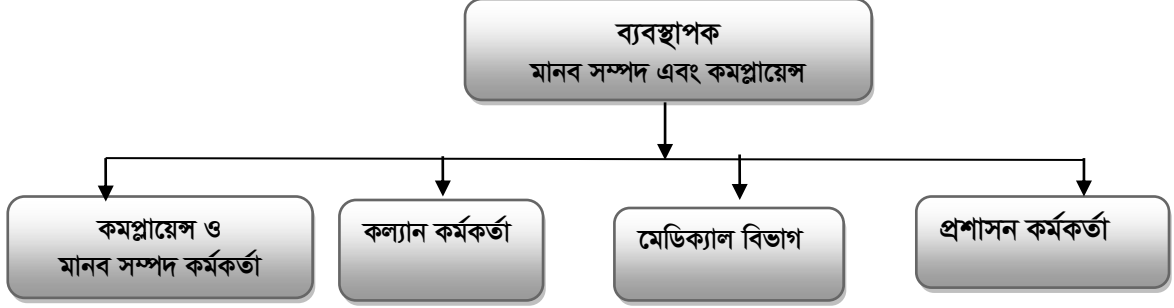 ব্যবস্থাপক
মানব সম্পদ এবং কমপ্লায়েন্স
কমপ্লায়েন্স ও
মানব সম্পদ কর্মকর্তা
কল্যান কর্মকর্তা
মেডিক্যাল বিভাগ
প্রশাসন কর্মকর্তা